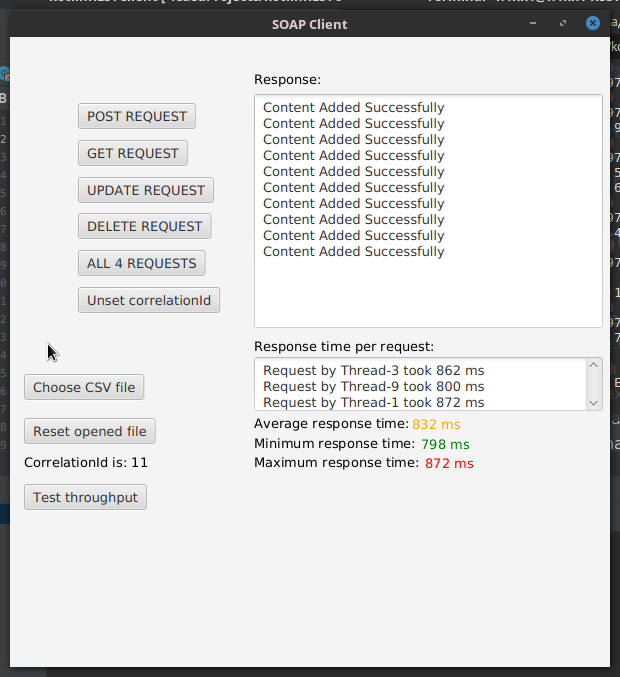 SOAP Client
Response:
POST REQUEST
GET REQUEST
UPDATE REQUEST
DELETE REQUEST
ALL 4 REQUESTS
Unset correlationId
Content Added Successfully
Content Added Successfully
Content Added Successfully
Content Added Successfully
Content Added Successfully
Content Added Successfully
Content Added Successfully
Content Added Successfully
Content Added Successfully
Content Added Successfully
Response time per request:
Request by Thread-3 took 862 ms
Request by Thread-9 took 800 ms
Request by Thread-1 took 872 ms
Average response time: 832 ms
Minimum response time: 798 ms
Maximum response time: 872 ms
Choose CSV file
Reset opened file
CorrelationId is: 11
Test throughput